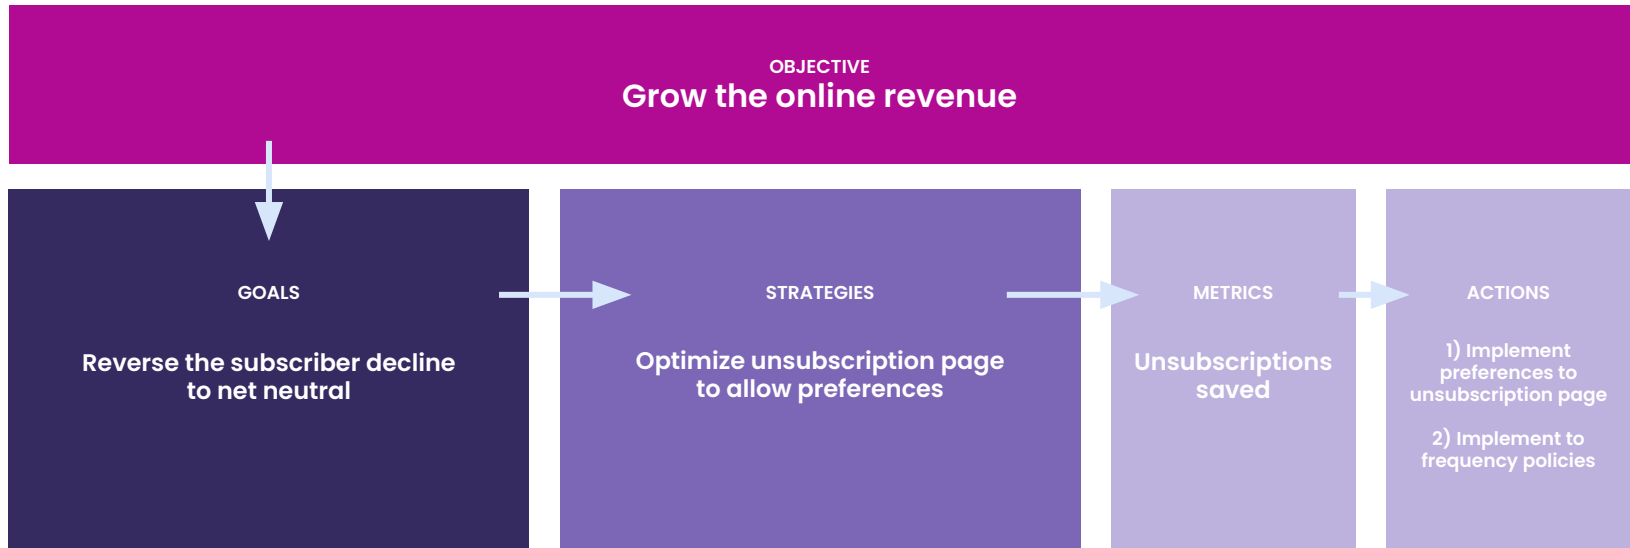 OBJECTIVE
Grow the online revenue
GOALS
Reverse the subscriber decline
to net neutral
STRATEGIES
Optimize unsubscription page
to allow preferences
METRICS
Unsubscriptions
saved
ACTIONS
1) Implement
preferences to
unsubscription page
2) Implement to
frequency policies